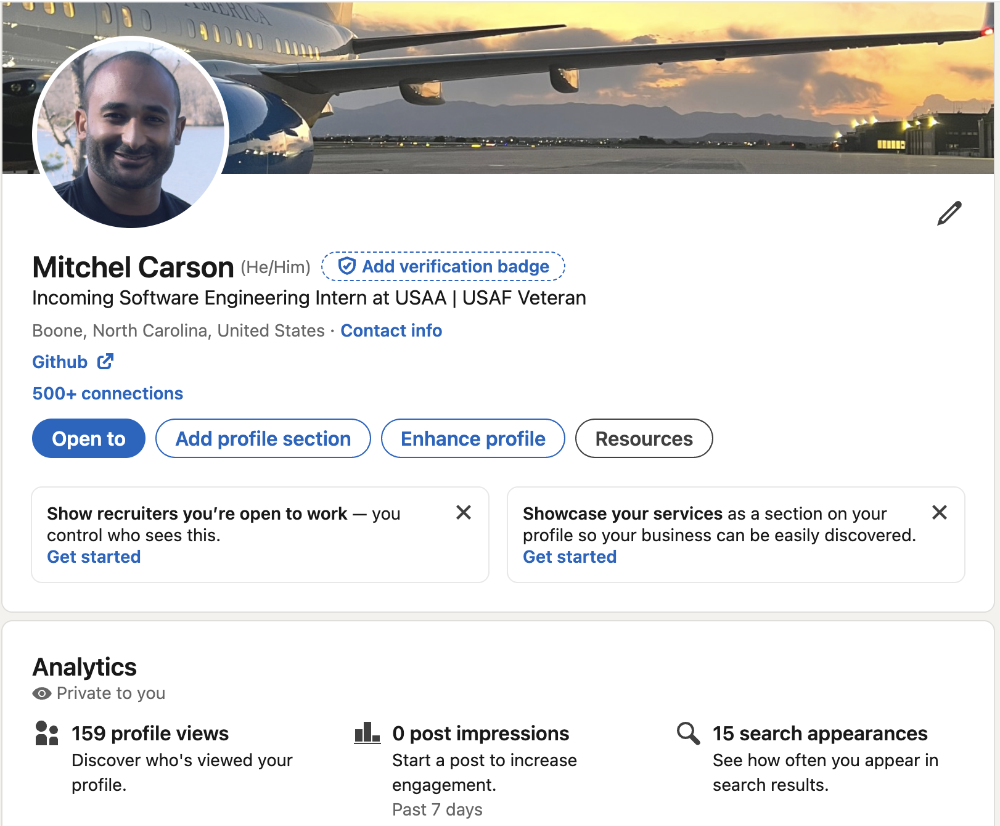 AMERICA
Mitchel Carson (He/Him) Add verification badge
Incoming Software Engineering Intern at USAA | USAF Veteran
Boone, North Carolina, United States · Contact info
Github
500+ connections
Open to Add profile section Enhance profile Resources
Show recruiters you’re open to work — you
control who sees this.
Get started
Showcase your services as a section on your
profile so your business can be easily discovered.
Get started
Analytics
Private to you
159 profile views
Discover who's viewed your
profile.
0 post impressions
Start a post to increase
engagement.
Past 7 days
15 search appearances
See how often you appear in
search results.